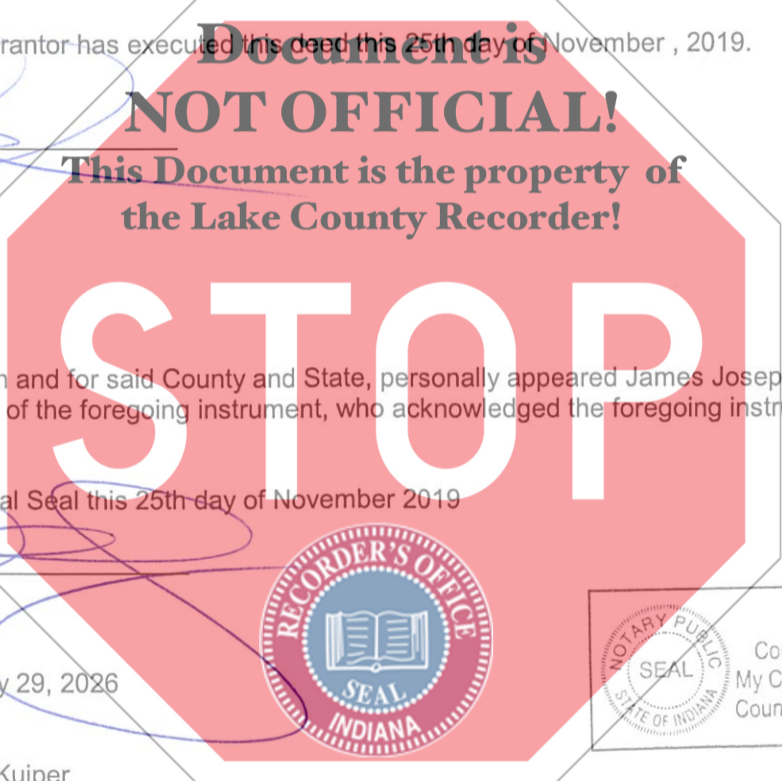 rantor has executed this deed this 25th day of November , 2019.
Document is
NOT OFFICIAL!
This Document is the property of
the Lake County Recorder!
STOP
n and for said County and State, personally appeared James Josep
of the foregoing instrument, who acknowledged the foregoing instr
al Seal this 25th day of November 2019
RECORDER'S OFFICE
SEAL
INDIANA
NOTARY PUBLIC
SEAL
STATE OF INDIANA
Co
My C
Coun
y 29, 2026
Kuiper